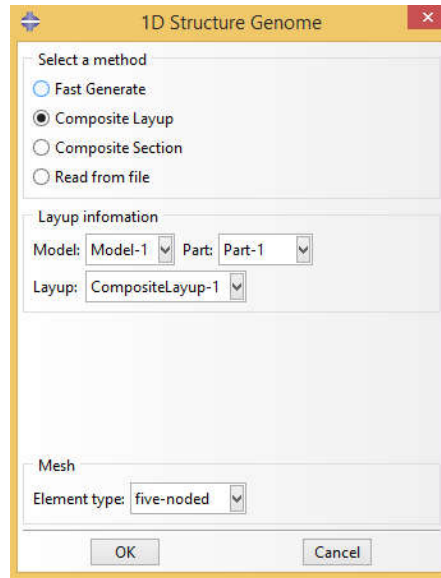 1D Structure Genome
Select a method
Fast Generate
Composite Layup
Composite Section
Read from file
Layup infomation
Model: Model-1 Part: Part-1
Layup: CompositeLayup-1
Mesh
Element type: five-noded
OK Cancel